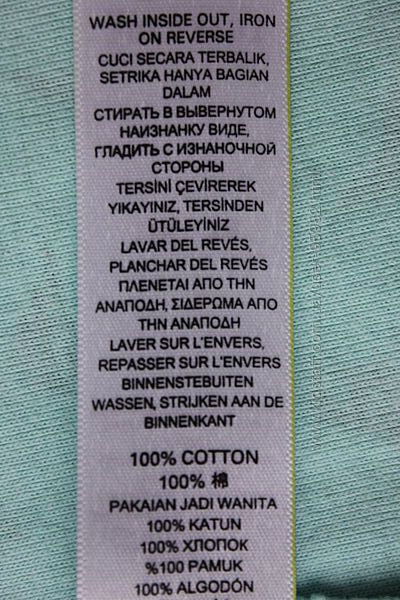 WASH INSIDE OUT, IRON
ON REVERSE
CUCI SECARA TERBALIK,
SETRIKA HANYA BAGIAN
DALAM
СТИРАТЬ В ВЫВЕРНУТОМ
НАИЗНАНКУ ВИДЕ,
ГЛАДИТЬ С ИЗНАНОЧНОЙ
СТОРОНЫ
TERSİNİ ÇEVİREREK
YIKAYINIZ, TERSİNDEN
ÜTÜLEYİNİZ
LAVAR DEL REVÉS,
PLANCHAR DEL REVÉS
ΠΛΕΝΕΤΑΙ ΑΠΟ ΤΗΝ
ΑΝΑΠΟΔΗ, ΣΙΔΕΡΩΜΑ ΑΠΟ
ΤΗΝ ΑΝΑΠΟΔΗ
LAVER SUR L'ENVERS,
REPASSER SUR L'ENVERS
BINNENSTEBUITEN
WASSEN, STRIJKEN AAN DE
BINNENKANT
100% COTTON
100% 棉
PAKAIAN JADI WANITA
100% KATUN
100% ХЛОПОК
%100 PAMUK
100% ALGODÓN